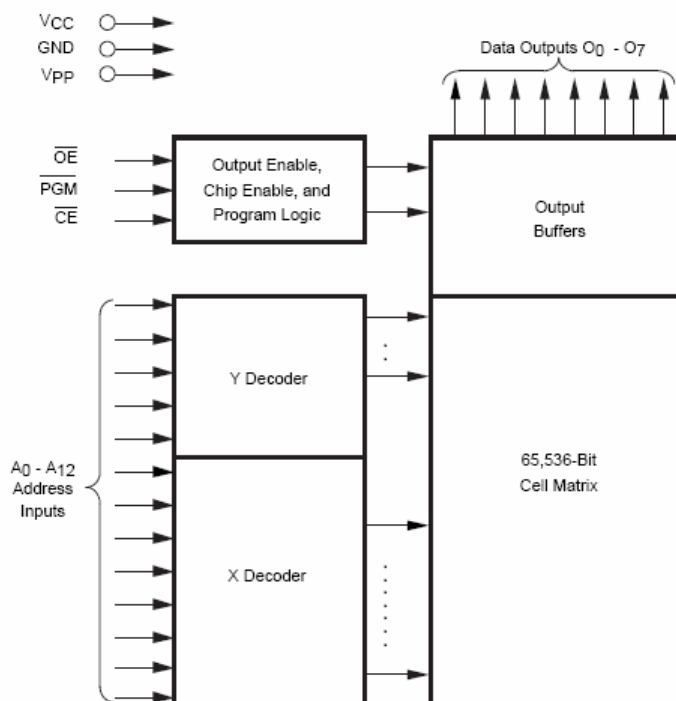 VCC
GND
VPP
Data Outputs O0 - O7
OE
PGM
CE
Output Enable,
Chip Enable, and
Program Logic
Output
Buffers
Y Decoder
A0 - A12
Address
Inputs
65,536-Bit
Cell Matrix
X Decoder